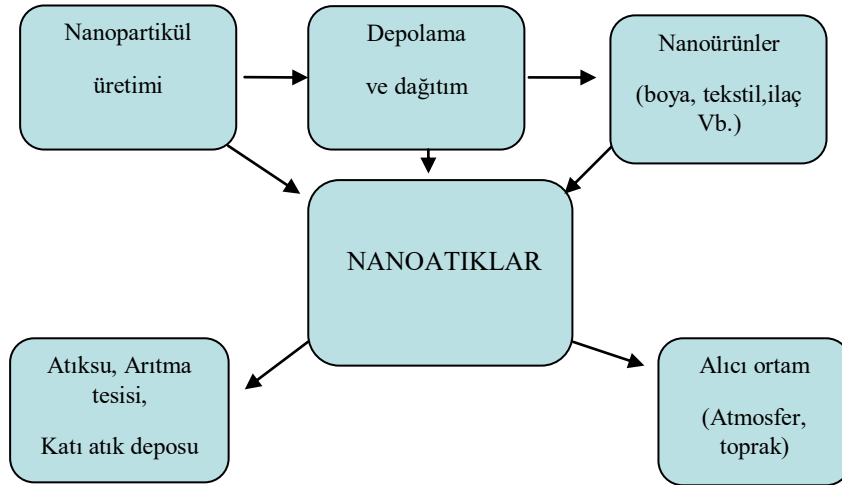 Nanopartikül
üretimi
Depolama
ve dağıtım
Nanoürünler
(boya, tekstil,ilaç
Vb.)
NANOATIKLAR
Atıksu, Arıtma
tesisi,
Katı atık deposu
Alıcı ortam
(Atmosfer,
toprak)